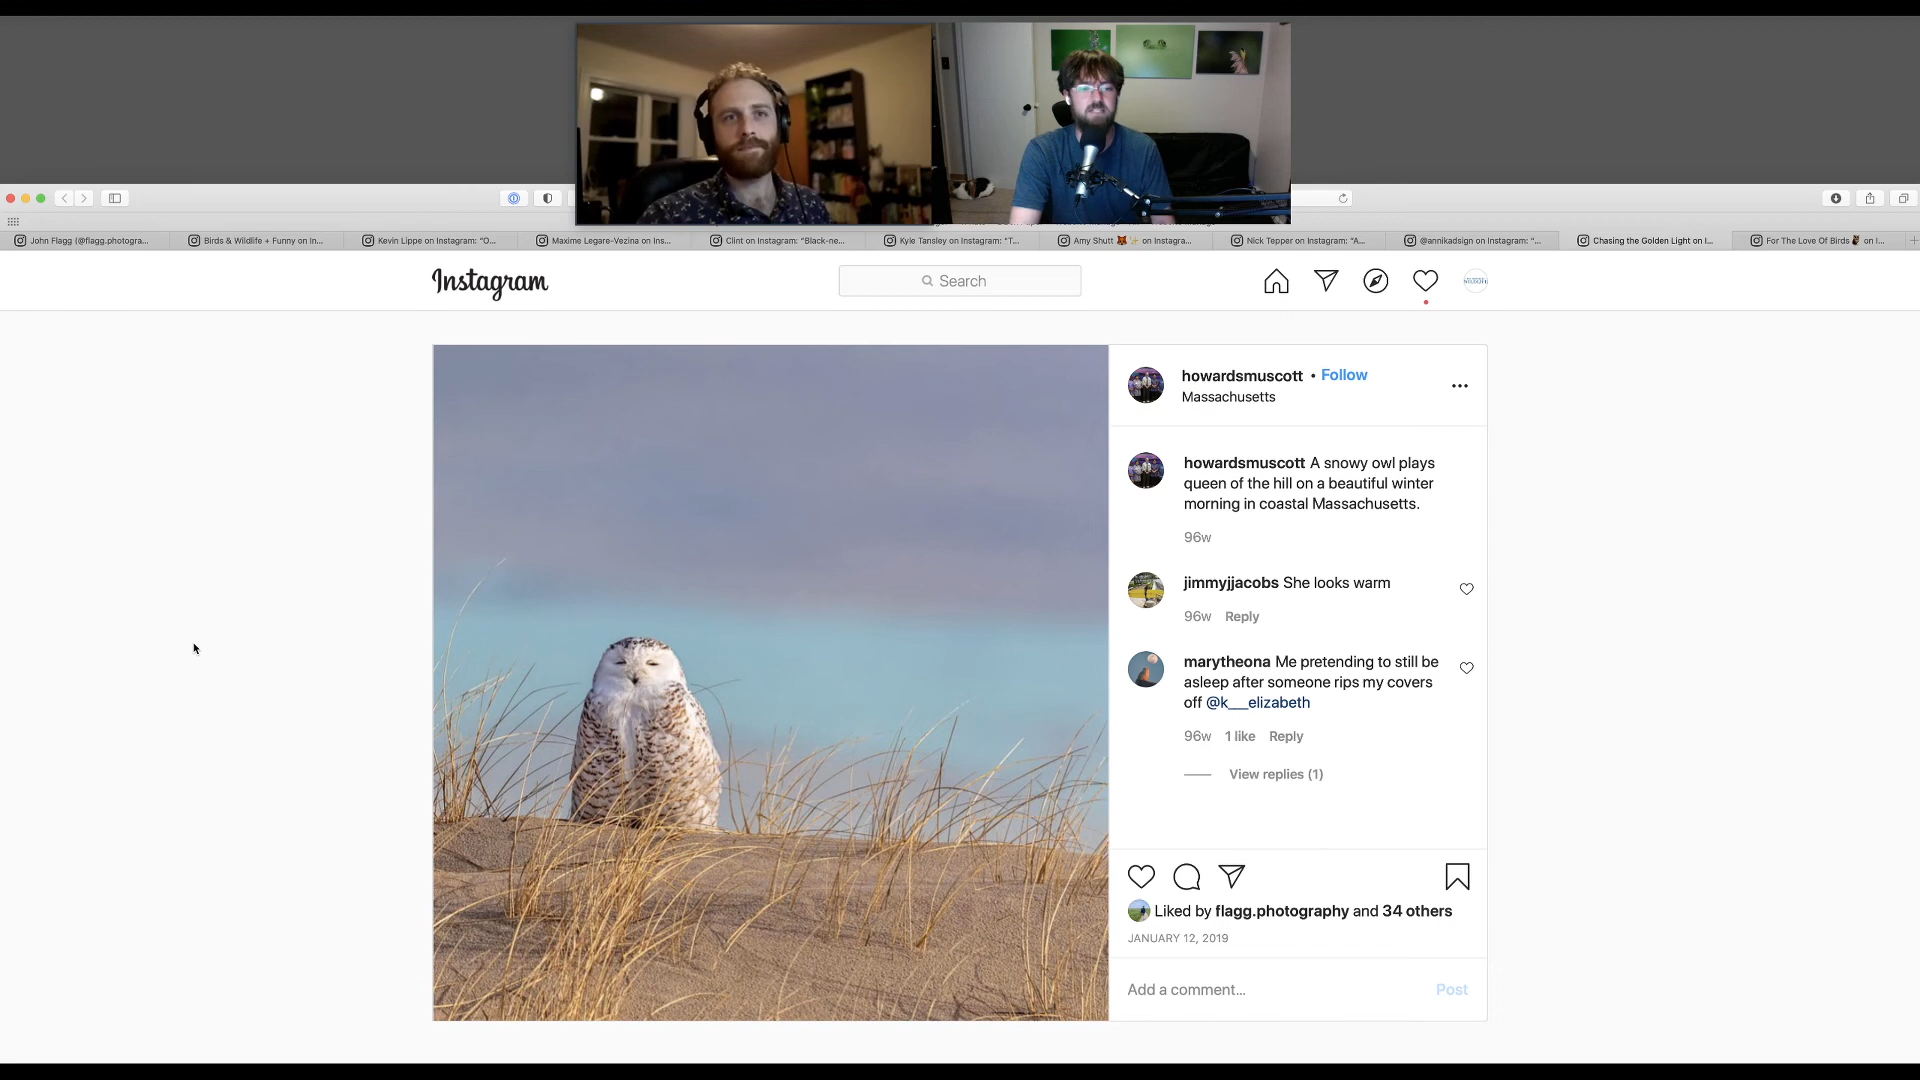 John Flagg (@flagg.photogra...
Birds & Wildlife + Funny on In...
Kevin Lippe on Instagram: “O...
Maxime Legare-Vezina on Ins...
Clint on Instagram: “Black-ne...
Kyle Tansley on Instagram: “T...
Amy Shutt 🦊✨ on Instagra...
Nick Tepper on Instagram: “A...
@annikadsign on Instagram: “...
Chasing the Golden Light on I...
For The Love Of Birds 🦉 on I...
Instagram
Search
howardsmuscott • Follow
Massachusetts
howardsmuscott A snowy owl plays
queen of the hill on a beautiful winter
morning in coastal Massachusetts.
96w
jimmyjjacobs She looks warm
96w Reply
marytheona Me pretending to still be
asleep after someone rips my covers
off @k___elizabeth
96w 1 like Reply
View replies (1)
Liked by flagg.photography and 34 others
JANUARY 12, 2019
Add a comment...
Post